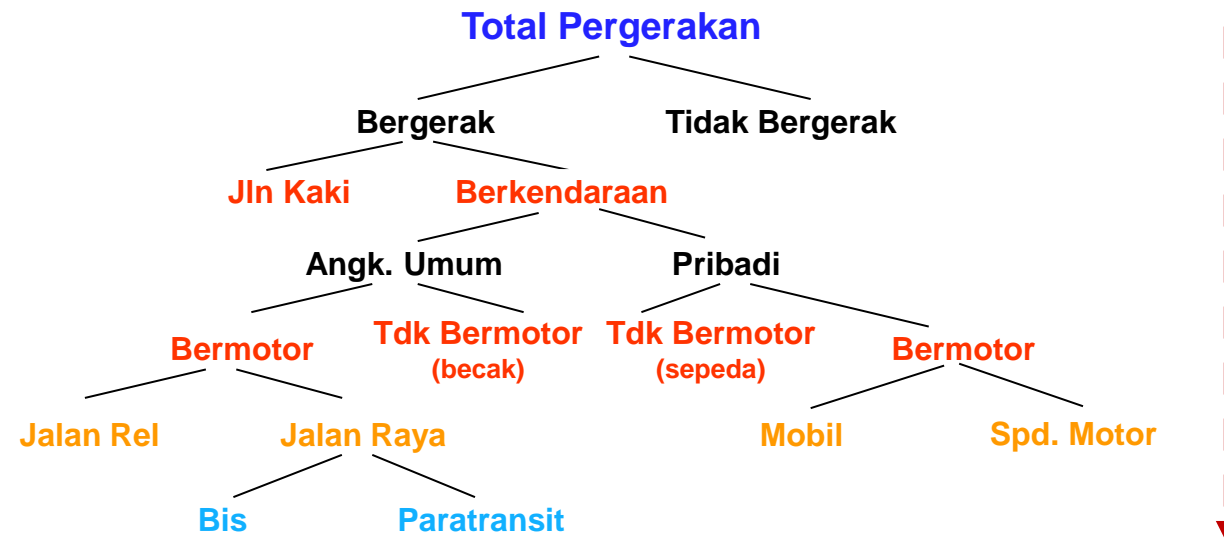 Total Pergerakan
Bergerak
Tidak Bergerak
Jln Kaki
Berkendaraan
Angk. Umum
Pribadi
Bermotor
Tdk Bermotor
(becak)
Tdk Bermotor
(sepeda)
Bermotor
Jalan Rel
Jalan Raya
Mobil
Spd. Motor
Bis
Paratransit